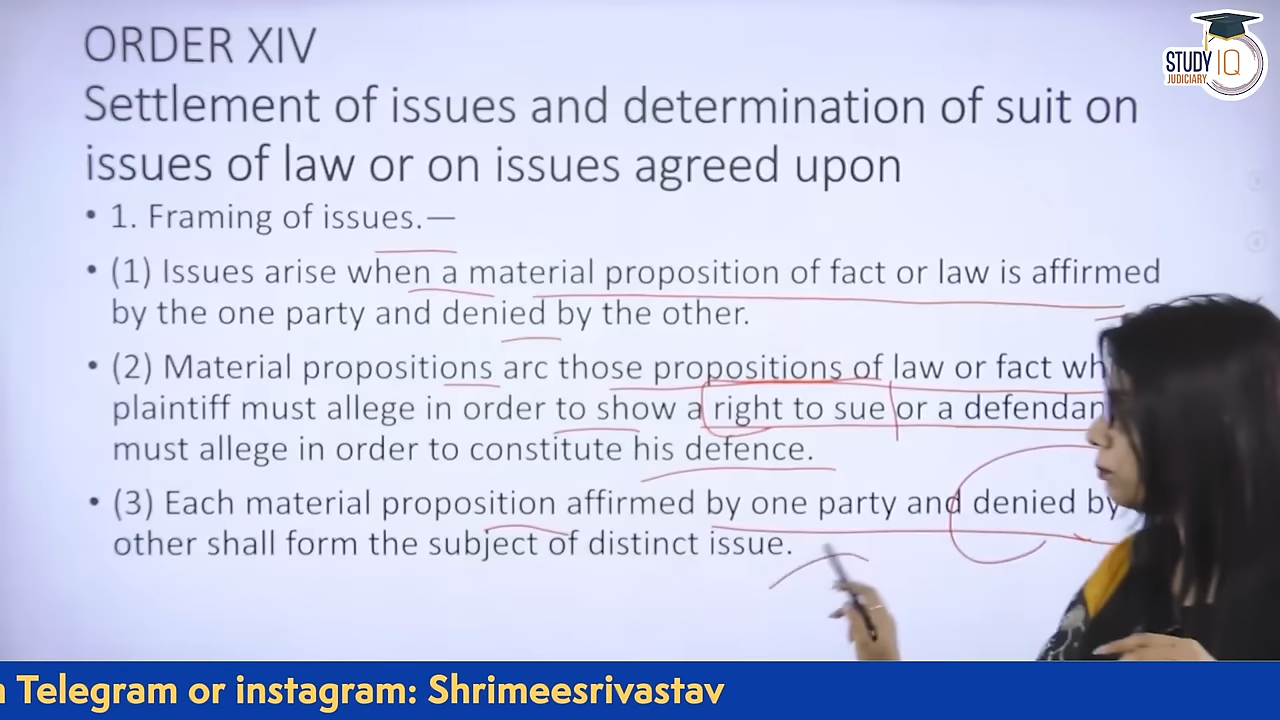 ORDER XIV
Settlement of issues and determination of suit on
issues of law or on issues agreed upon
• 1. Framing of issues.—
• (1) Issues arise when a material proposition of fact or law is affirmed
by the one party and denied by the other.
• (2) Material propositions arc those propositions of law or fact wh
plaintiff must allege in order to show a right to sue or a defendan
must allege in order to constitute his defence.
• (3) Each material proposition affirmed by one party and denied by
other shall form the subject of distinct issue.
STUDY IQ
JUDICIARY
Telegram or instagram: Shrimeesrivastav